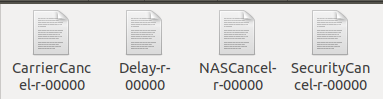 CarrierCanc
el-r-00000
Delay-r-
00000
NASCancel-
r-00000
SecurityCan
cel-r-00000